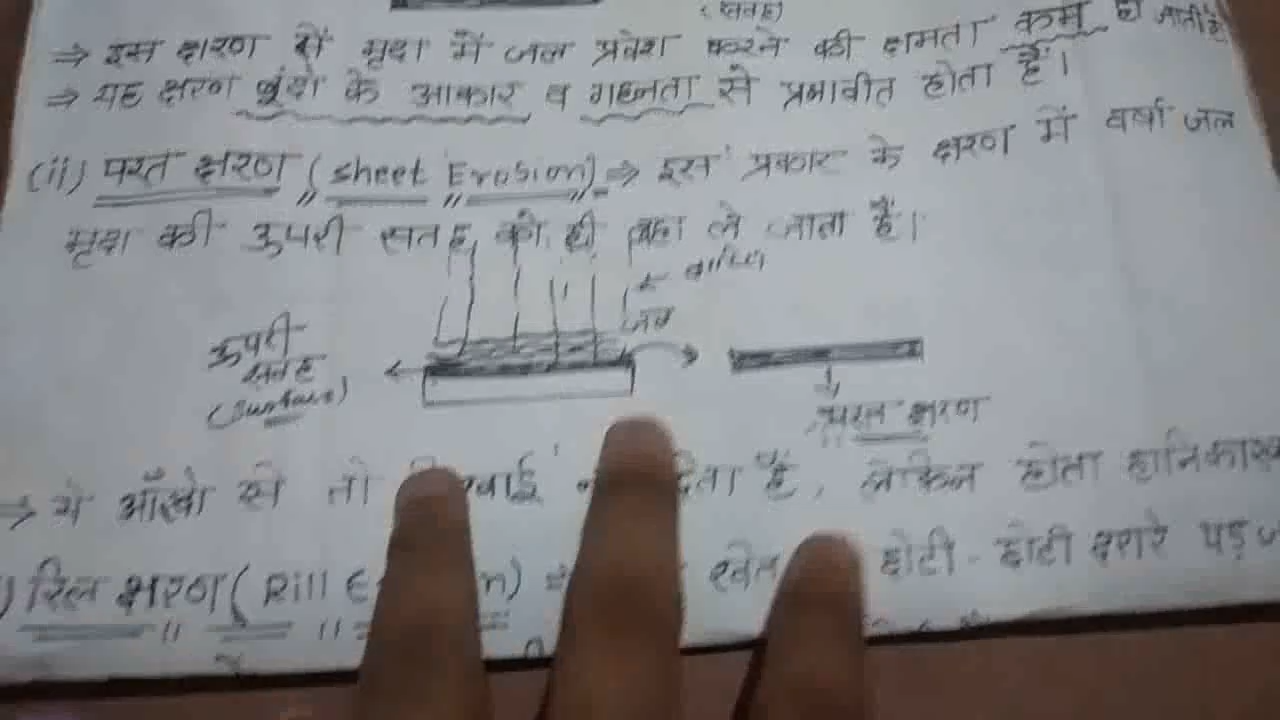 (सतह)
⇒ इस क्षरण से मृदा में जल प्रवेश करने की क्षमता कम हो जाती है
⇒ यह क्षरण बूंदो के आकार व गहनता से प्रभावीत होता हैं।
(ii) परत क्षरण (Sheet Erosion) ⇒ इस प्रकार के क्षरण में वर्षा जल
मृदा की ऊपरी सतह को ही बहा ले जाता हैं।
जल
ऊपरी
सतह
(Surface)
परत क्षरण
⇒ ये आँखो से तो देता हैं, लेकिन होता हानिकारक
) रिल क्षरण (Rill खेत छोटी - छोटी दरारे पड़